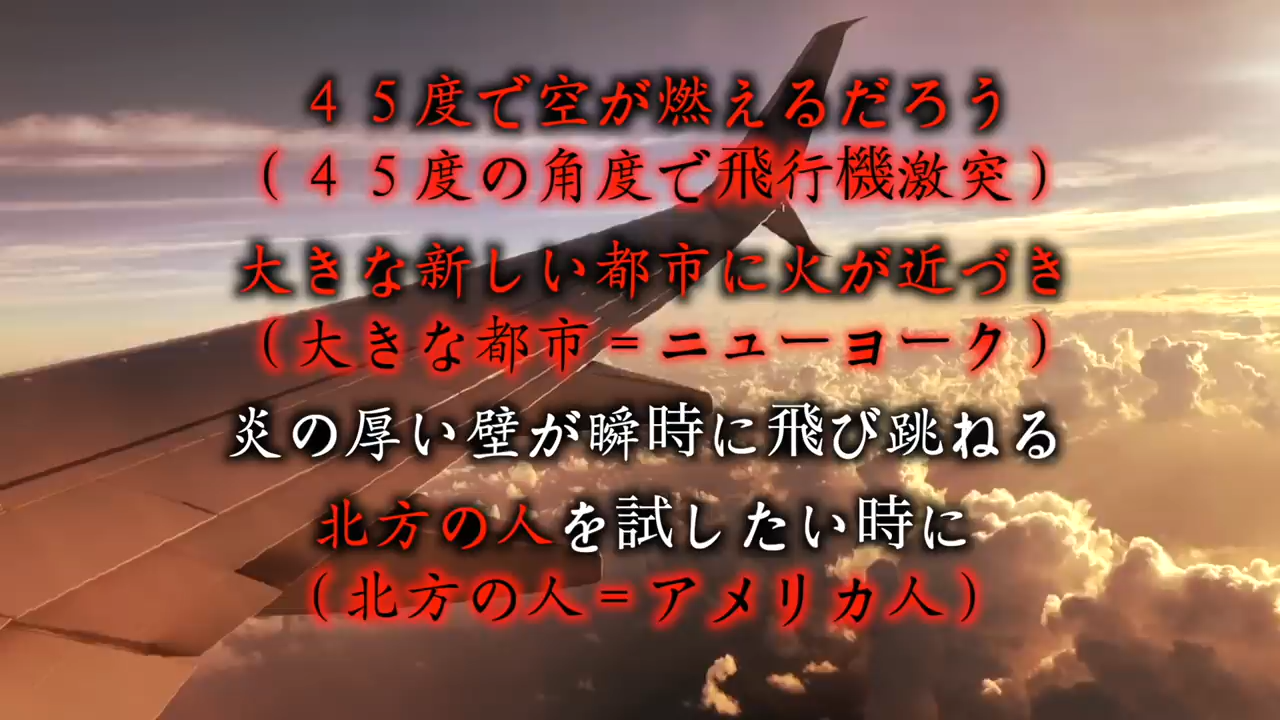 ４５度で空が燃えるだろう
（４５度の角度で飛行機激突）
大きな新しい都市に火が近づき
（大きな都市＝ニューヨーク）
炎の厚い壁が瞬時に飛び跳ねる
北方の人を試したい時に
（北方の人＝アメリカ人）